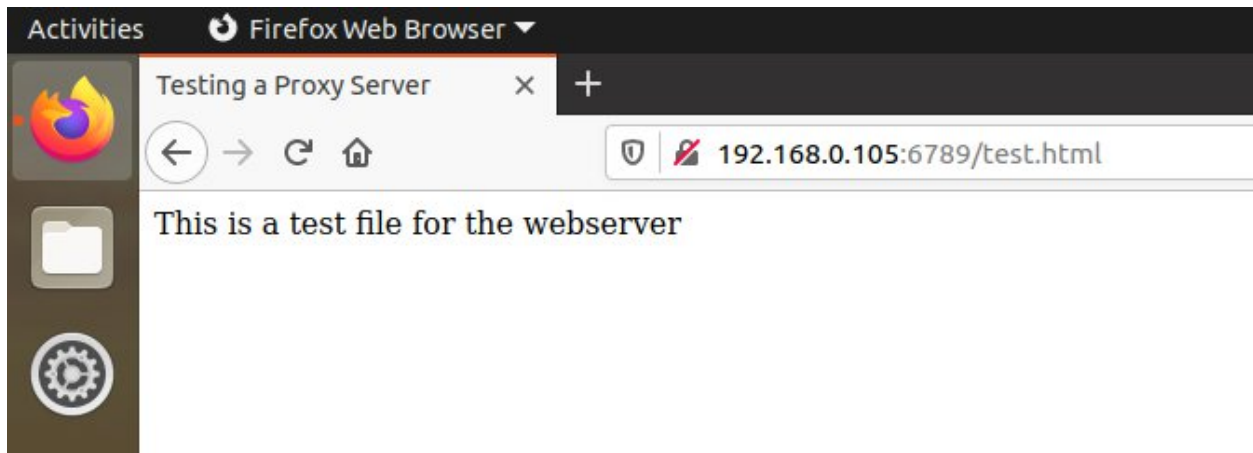 Activities Firefox Web Browser
Testing a Proxy Server
192.168.0.105:6789/test.html
This is a test file for the webserver